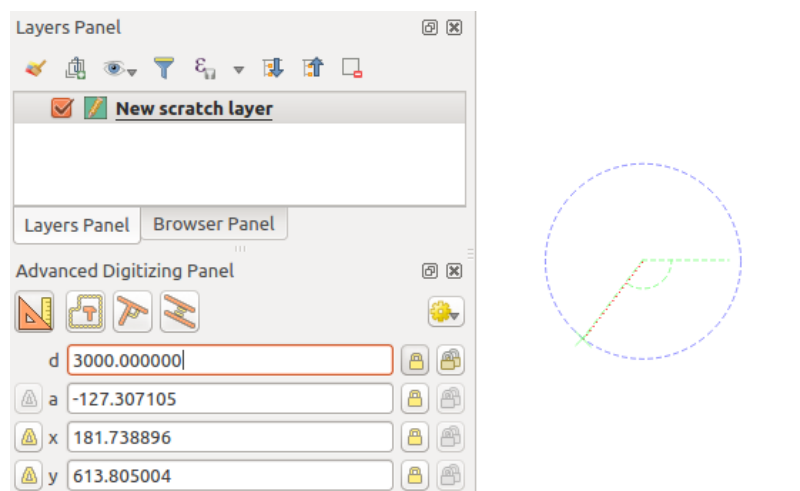 Layers Panel
New scratch layer
Layers Panel Browser Panel
Advanced Digitizing Panel
d 3000.000000
a -127.307105
x 181.738896
y 613.805004